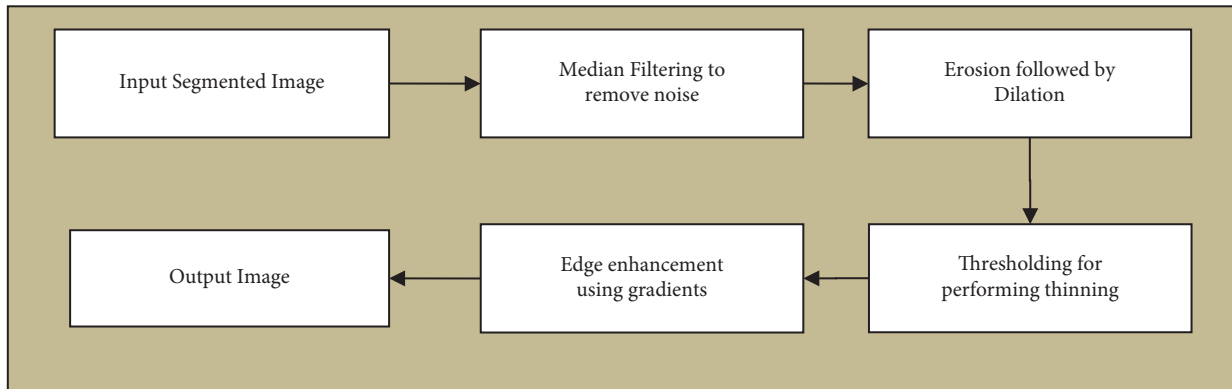 Input Segmented Image
Median Filtering to
remove noise
Erosion followed by
Dilation
Thresholding for
performing thinning
Edge enhancement
using gradients
Output Image